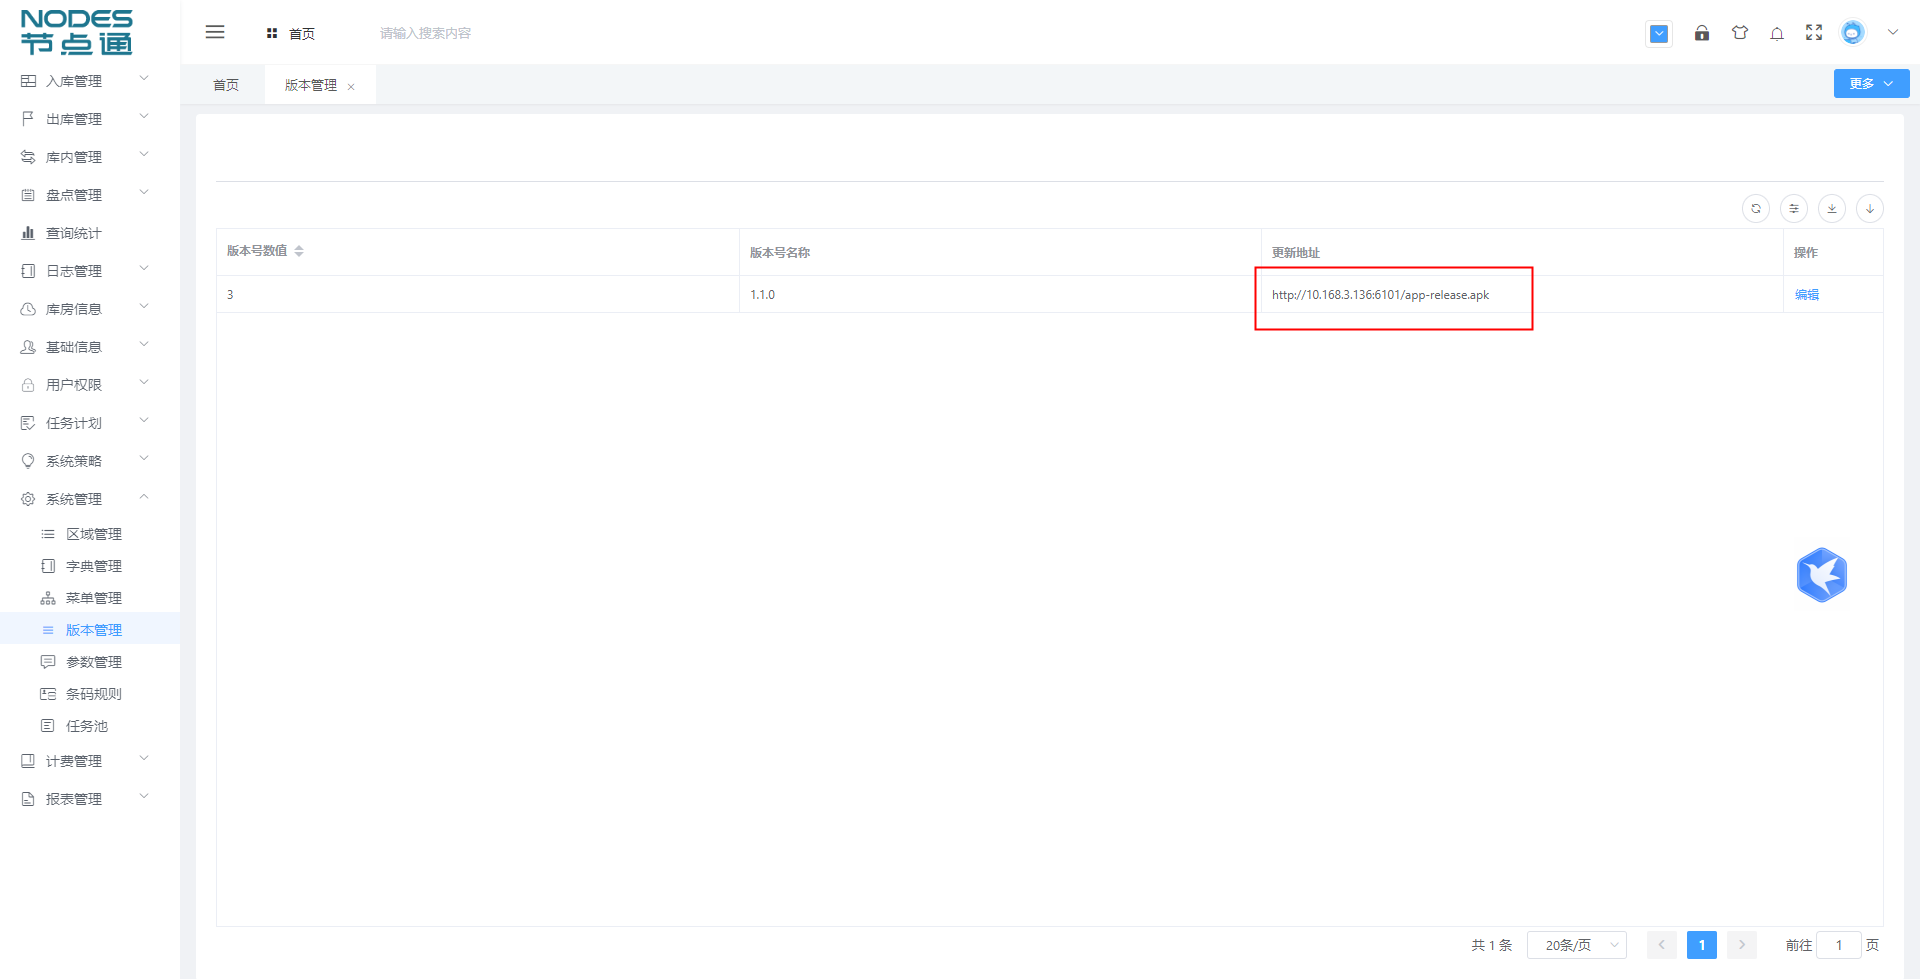 NODES
节点通
首页
请输入搜索内容
首页
版本管理
更多
入库管理
出库管理
库内管理
盘点管理
查询统计
日志管理
库房信息
基础信息
用户权限
任务计划
系统策略
系统管理
区域管理
字典管理
菜单管理
版本管理
参数管理
条码规则
任务池
计费管理
报表管理
版本号数值 版本号名称 更新地址 操作
3 1.1.0 http://10.168.3.136:6101/app-release.apk 编辑
共 1 条 20条/页 1 前往 1 页